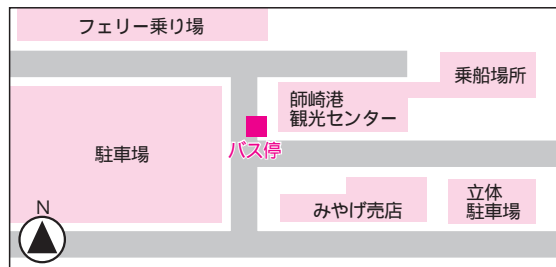 フェリー乗り場
乗船場所
師崎港
観光センター
バス停
駐車場
みやげ売店
立体
駐車場
N